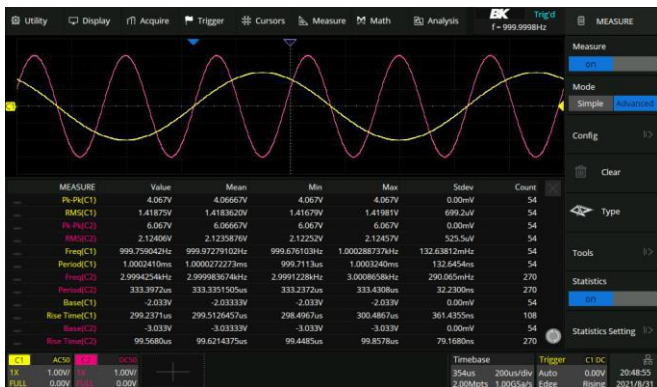 Utility Display Acquire Trigger Cursors Measure Math Analysis BK Trig'd MEASURE
f = 999.9998Hz
Measure
on
Mode
Simple Advanced
Config
Clear
Type
Tools
Statistics
on
Statistics Setting
C1
MEASURE Value Mean Min Max Stdev Count
Pk-Pk(C1) 4.067V 4.06667V 4.067V 4.067V 0.00mV 54
RMS(C1) 1.41875V 1.4183620V 1.41679V 1.41981V 699.2uV 54
Pk-Pk(C2) 6.067V 6.06667V 6.067V 6.067V 0.00mV 54
RMS(C2) 2.12406V 2.1235876V 2.12252V 2.12457V 525.5uV 54
Freq(C1) 999.759042Hz 999.97279102Hz 999.676103Hz 1.000288737kHz 132.63812mHz 54
Period(C1) 1.0002410ms 1.000027273ms 999.7113us 1.0003240ms 132.6454ns 54
Freq(C2) 2.9994254kHz 2.999983674kHz 2.9991228kHz 3.0008658kHz 290.065mHz 270
Period(C2) 333.3972us 333.3351505us 333.2372us 333.4308us 32.2300ns 270
Base(C1) -2.033V -2.03333V -2.033V -2.033V 0.00mV 54
Rise Time(C1) 299.2371us 299.5126457us 298.4967us 300.4867us 361.4355ns 108
Base(C2) -3.033V -3.03333V -3.033V -3.033V 0.00mV 54
Rise Time(C2) 99.5680us 99.6214375us 99.4485us 99.8578us 79.1680ns 270
C1 AC50 C2 DC50 Timebase Trigger C1 DC
1X 1.00V/ 1X 1.00V/ 354us 200us/div Auto 0.00V 20:48:55
FULL 0.00V FULL 0.00V 2.00Mpts 1.00GSa/s Edge Rising 2021/8/31